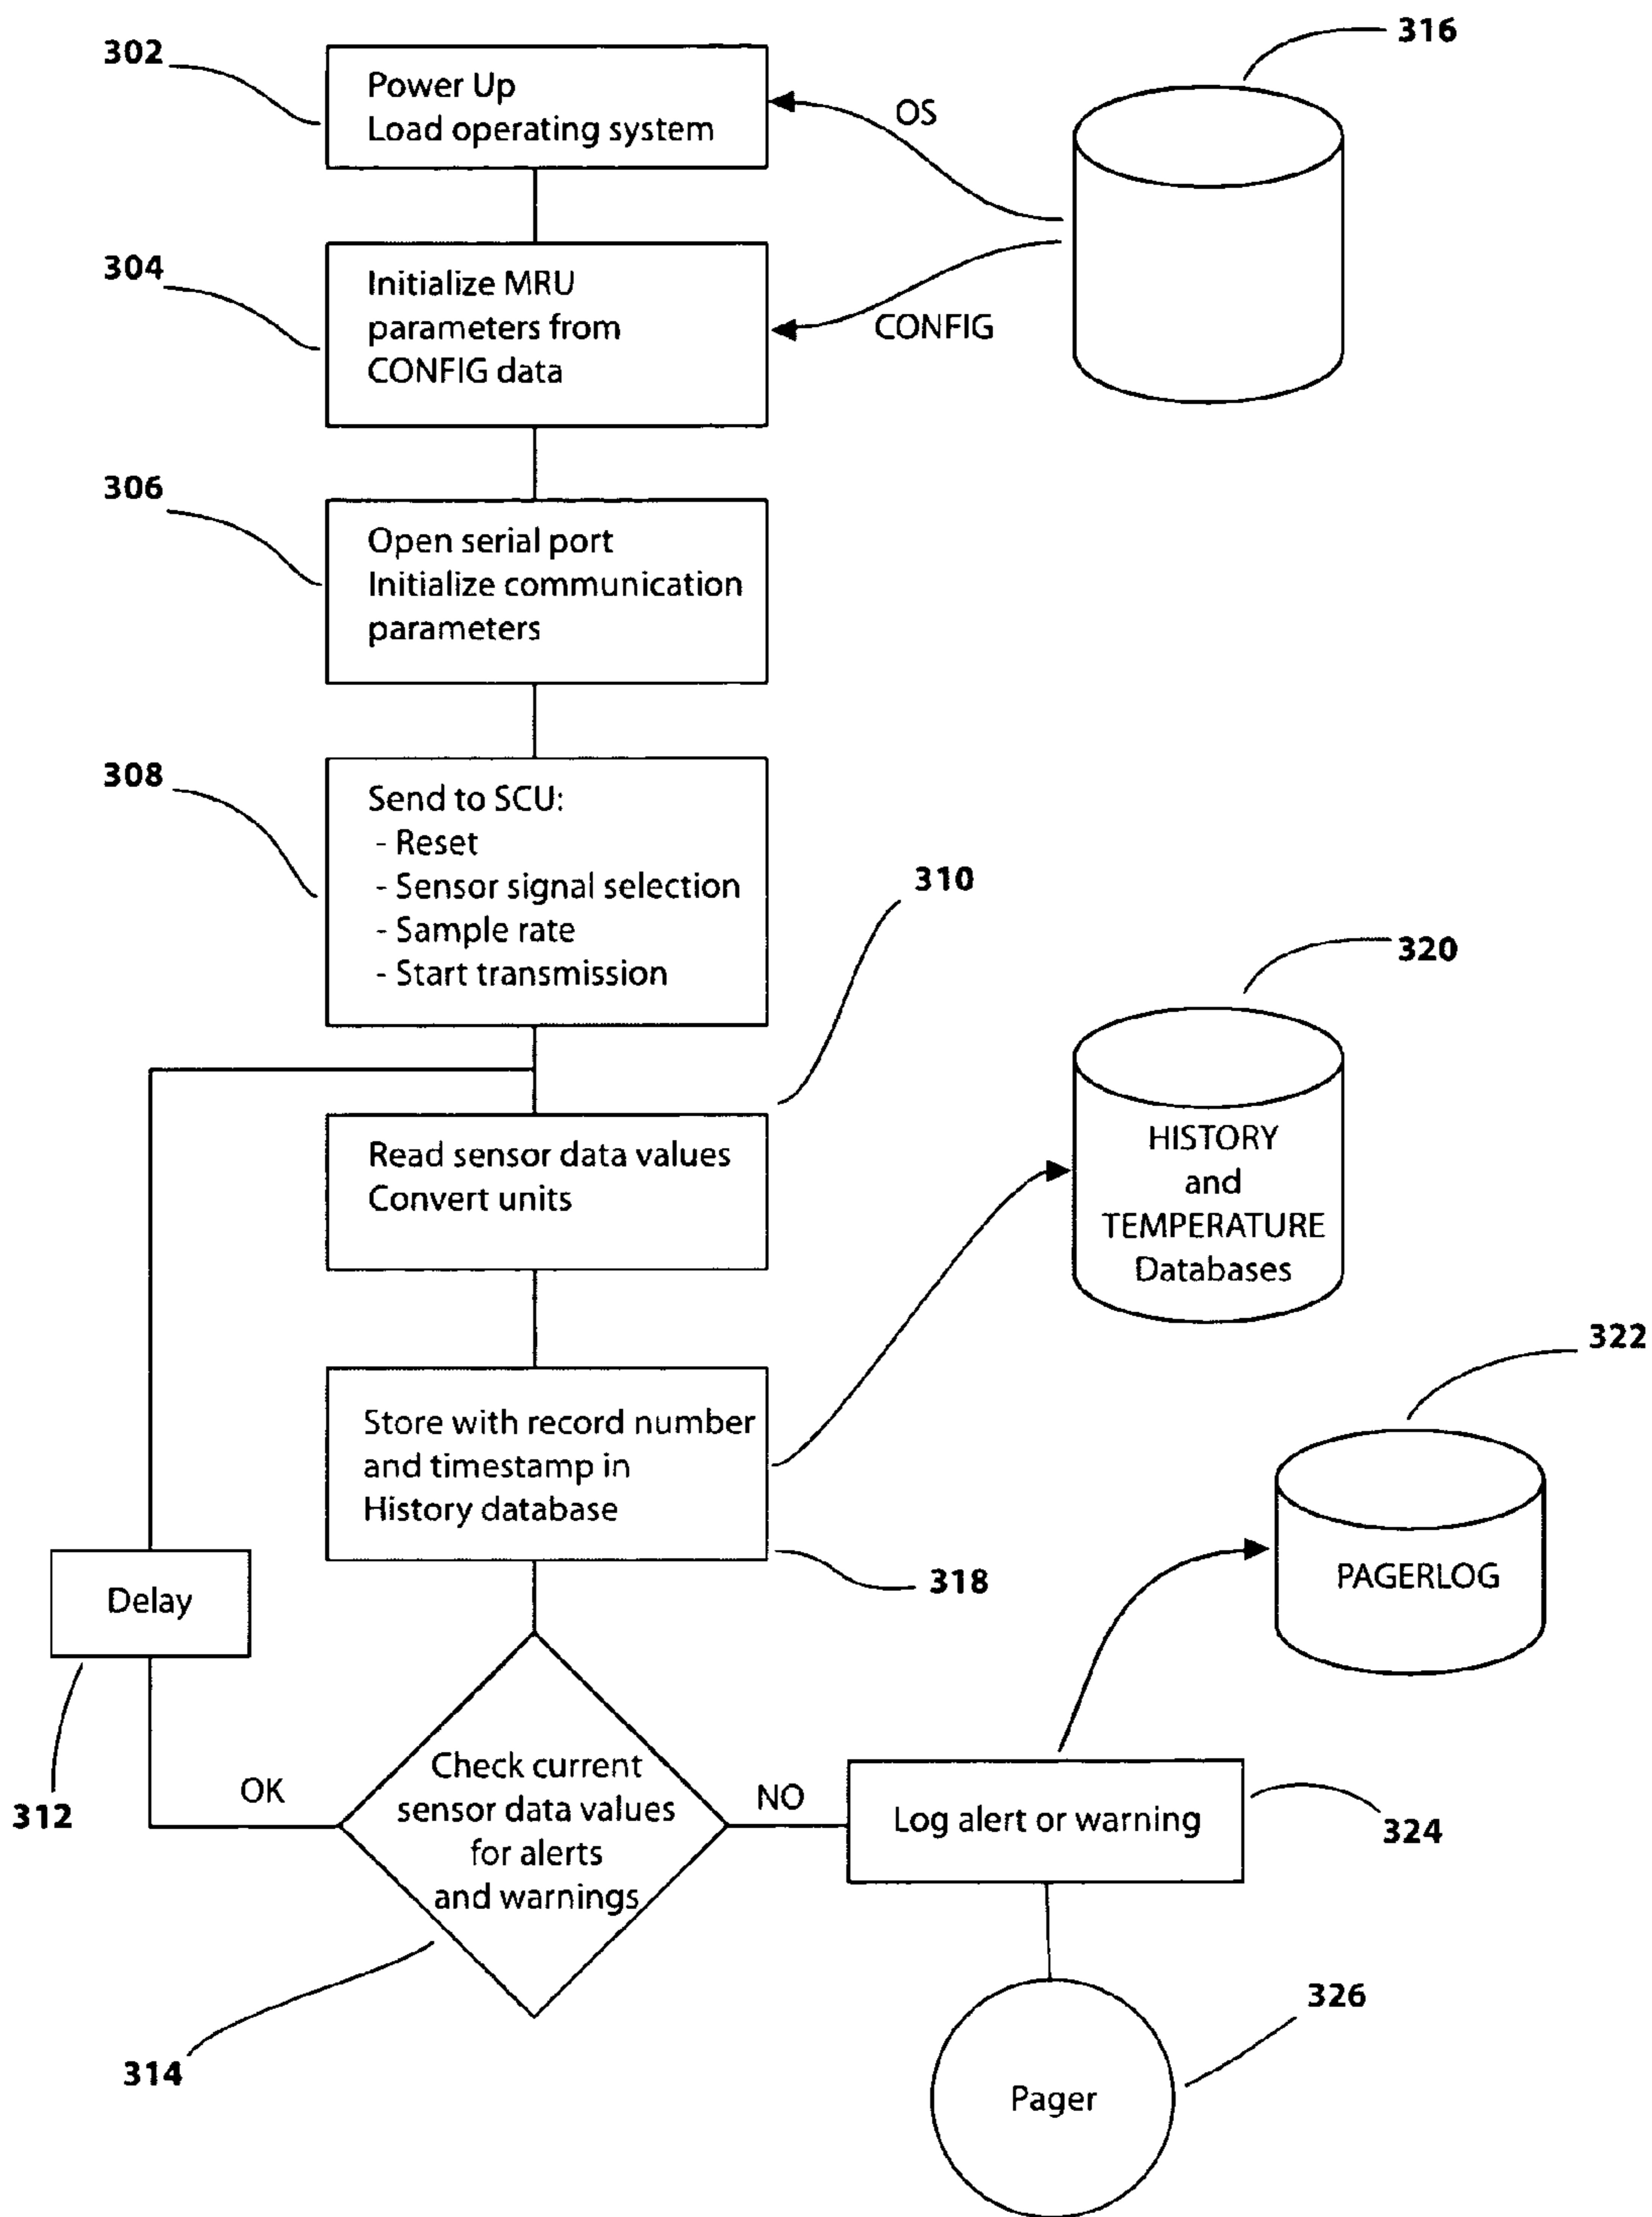 302
316
Power Up
Load operating system
OS
304
Initialize MRU
parameters from
CONFIG data
CONFIG
306
Open serial port
Initialize communication
parameters
308
Send to SCU:
- Reset
- Sensor signal selection
- Sample rate
- Start transmission
310
320
Read sensor data values
Convert units
HISTORY
and
TEMPERATURE
Databases
322
Store with record number
and timestamp in
History database
318
PAGERLOG
Delay
312
OK
Check current
sensor data values
for alerts
and warnings
NO
Log alert or warning
324
314
326
Pager